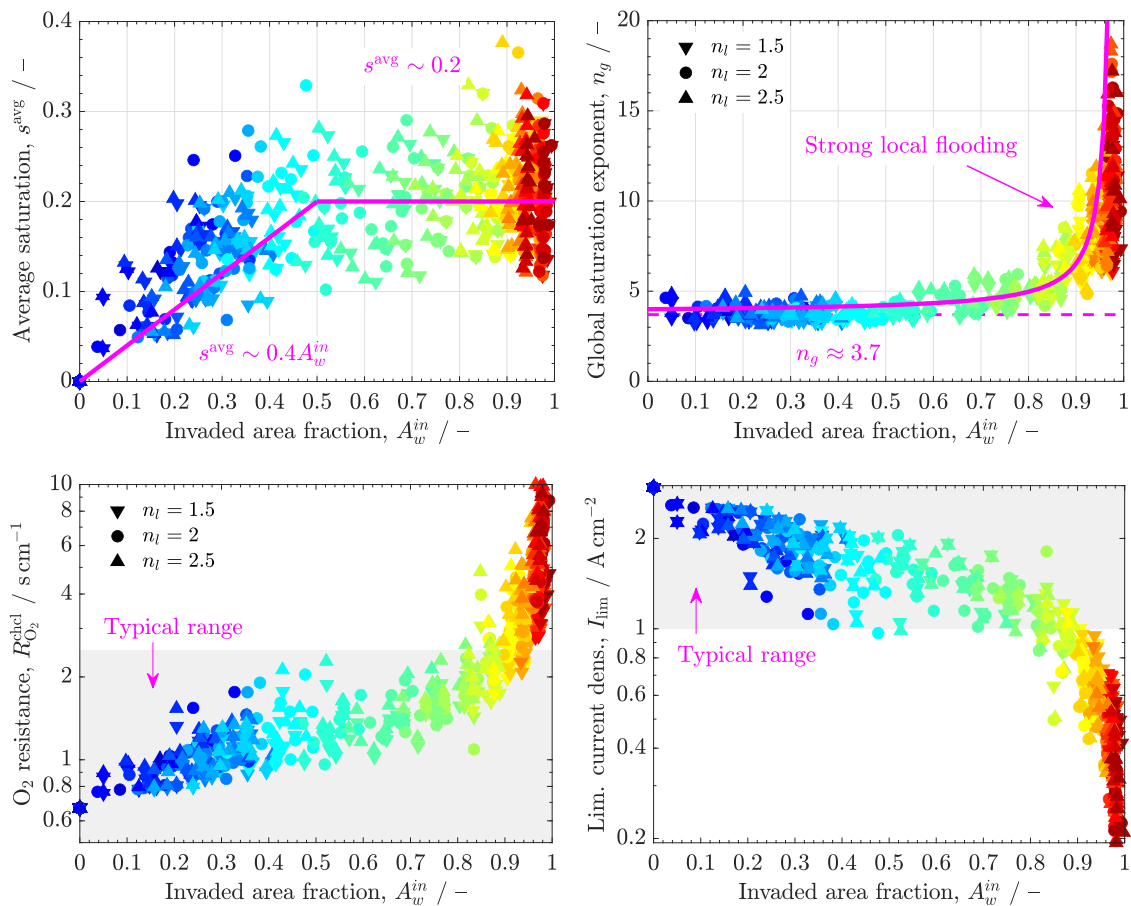 Average saturation, s^avg / −
0.4
0.3
0.2
0.1
0
s^avg ∼ 0.2
s^avg ∼ 0.4A_w^in
0 0.1 0.2 0.3 0.4 0.5 0.6 0.7 0.8 0.9 1
Invaded area fraction, A_w^in / −
Global saturation exponent, n_g / −
20
15
10
5
0
n_l = 1.5
n_l = 2
n_l = 2.5
Strong local flooding
n_g ≈ 3.7
0 0.1 0.2 0.3 0.4 0.5 0.6 0.7 0.8 0.9 1
Invaded area fraction, A_w^in / −
O₂ resistance, R_O₂^chcl / s cm⁻¹
10
8
6
4
2
1
0.8
0.6
n_l = 1.5
n_l = 2
n_l = 2.5
Typical range
0 0.1 0.2 0.3 0.4 0.5 0.6 0.7 0.8 0.9 1
Invaded area fraction, A_w^in / −
Lim. current dens., I_lim / A cm⁻²
2
1
0.8
0.6
0.4
0.2
Typical range
0 0.1 0.2 0.3 0.4 0.5 0.6 0.7 0.8 0.9 1
Invaded area fraction, A_w^in / −